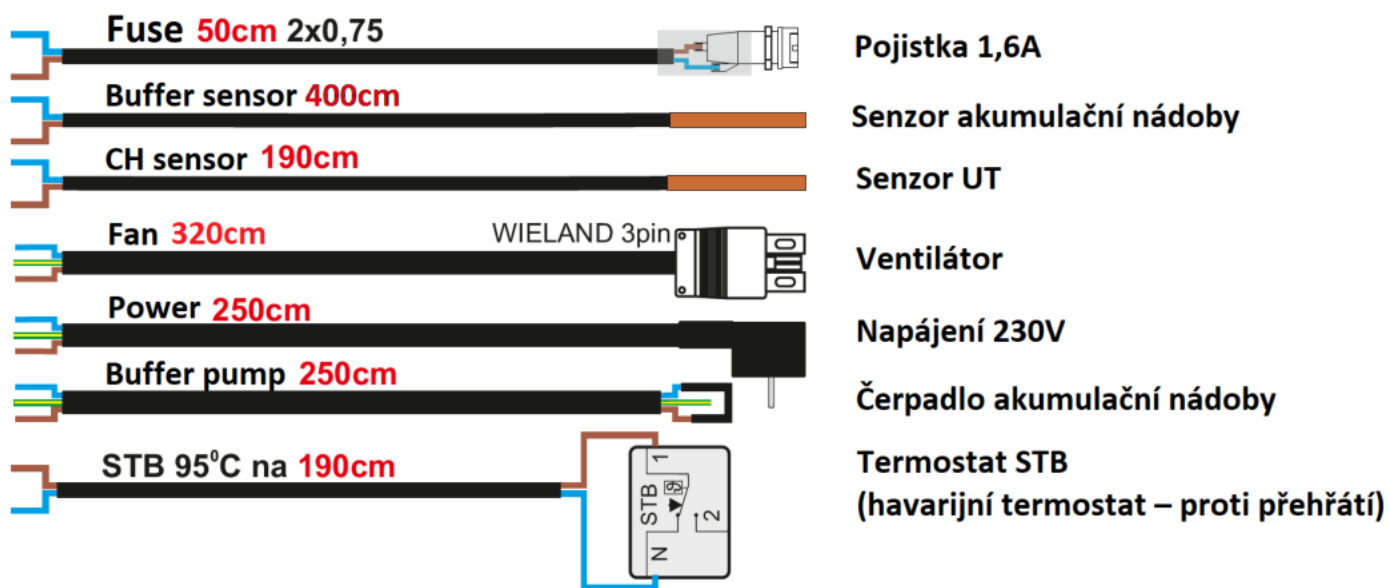 Fuse 50cm 2x0,75
Pojistka 1,6A
Buffer sensor 400cm
Senzor akumulační nádoby
CH sensor 190cm
Senzor UT
Fan 320cm WIELAND 3pin
Ventilátor
Power 250cm
Napájení 230V
Buffer pump 250cm
Čerpadlo akumulační nádoby
STB 95⁰C na 190cm
1
STB
ϑ
2
N
Termostat STB
(havarijní termostat – proti přehřátí)